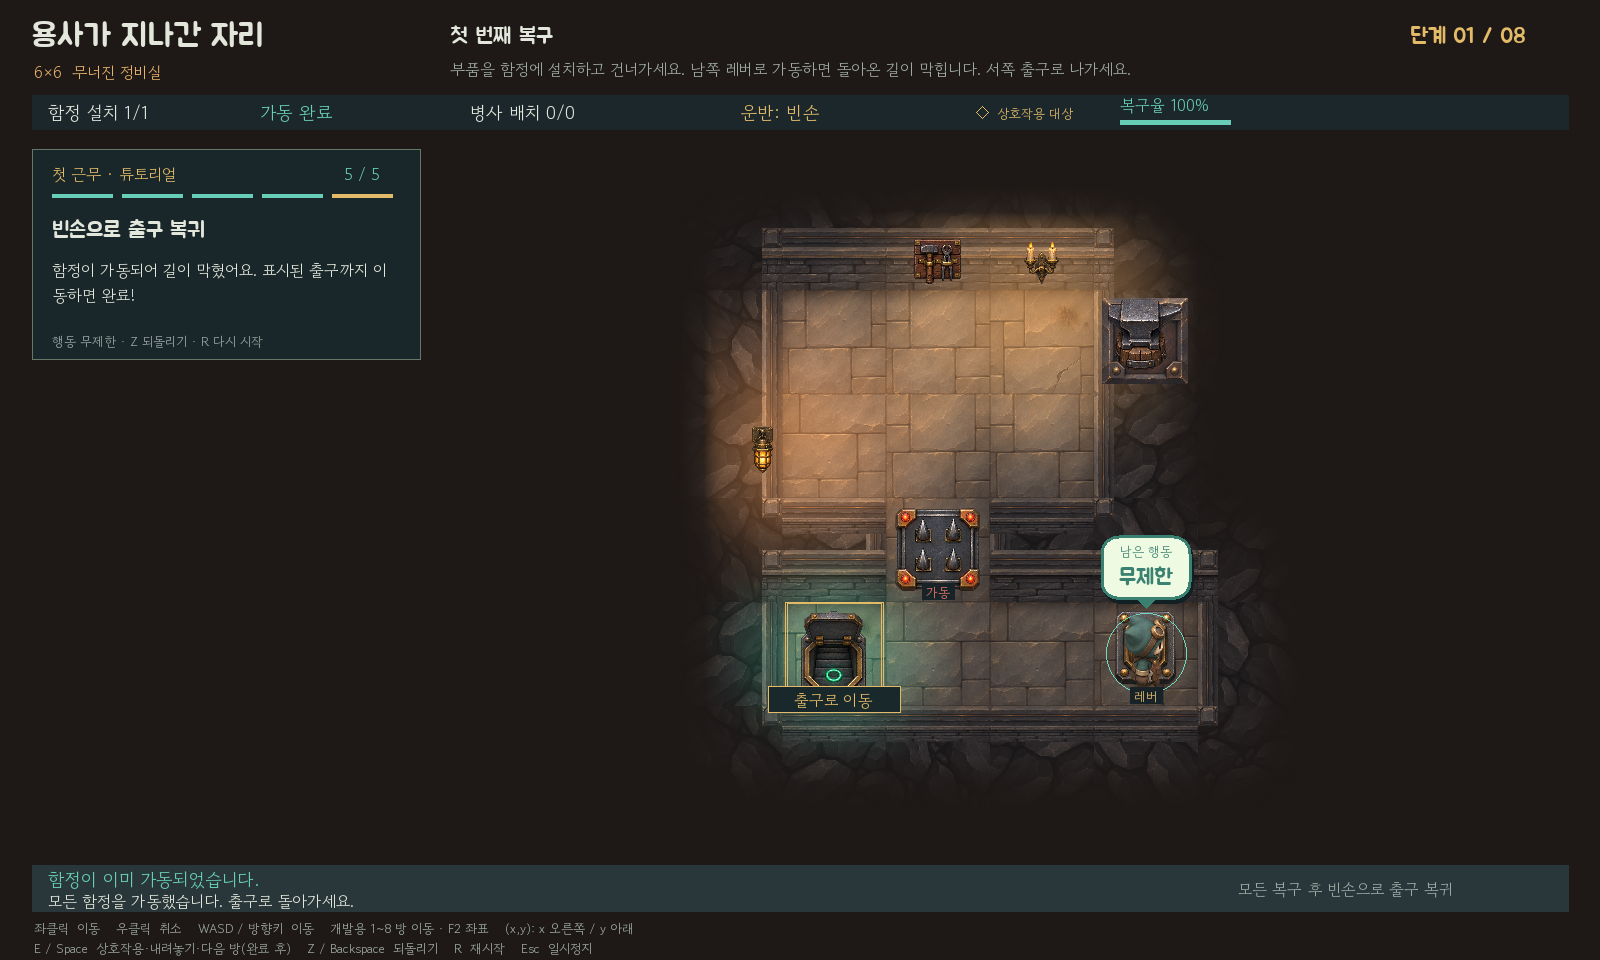 용사가 지나간 자리
6×6 무너진 정비실
첫 번째 복구
부품을 함정에 설치하고 건너가세요. 남쪽 레버로 가동하면 돌아온 길이 막힙니다. 서쪽 출구로 나가세요.
단계 01 / 08
함정 설치 1/1
가동 완료
병사 배치 0/0
운반: 빈손
◇ 상호작용 대상
복구율 100%
첫 근무 · 튜토리얼
5 / 5
빈손으로 출구 복귀
함정이 가동되어 길이 막혔어요. 표시된 출구까지 이
동하면 완료!
행동 무제한 · Z 되돌리기 · R 다시 시작
남은 행동
무제한
가동
출구로 이동
레버
함정이 이미 가동되었습니다.
모든 함정을 가동했습니다. 출구로 돌아가세요.
모든 복구 후 빈손으로 출구 복귀
좌클릭 이동 우클릭 취소 WASD / 방향키 이동 개발용 1~8 방 이동 · F2 좌표 (x,y): x 오른쪽 / y 아래
E / Space 상호작용·내려놓기·다음 방(완료 후) Z / Backspace 되돌리기 R 재시작 Esc 일시정지